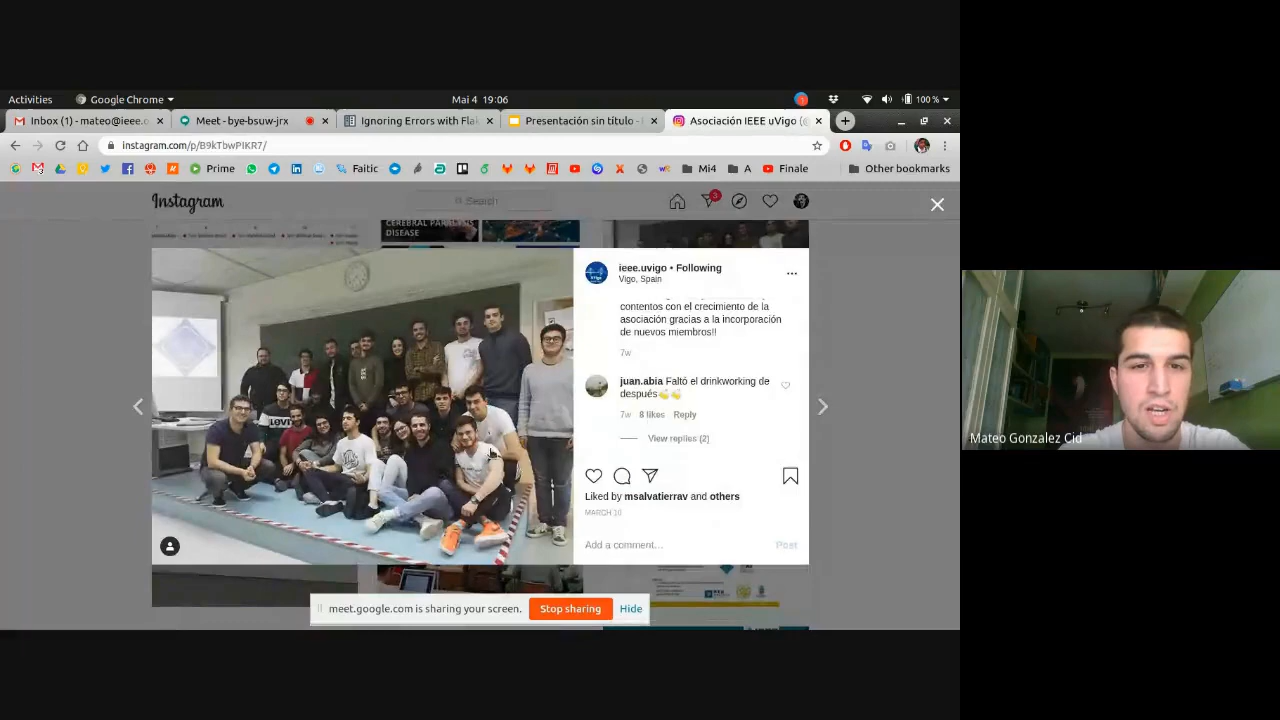 Activities
Google Chrome
Mai 4 19:06
100 %
Inbox (1) - mateo@ieee.o
Meet - bye-bsuw-jrx
Ignoring Errors with Flak
Presentación sin título -
Asociación IEEE uVigo (@
instagram.com/p/B9kTbwPIKR7/
Prime
Faitic
Mi4
A
Finale
Other bookmarks
Instagram
Search
3
CEREBRAL PARALYSIS
DISEASE
ieee.uvigo • Following
Vigo, Spain
contentos con el crecimiento de la
asociación gracias a la incorporación
de nuevos miembros!!
7w
juan.abia Faltó el drinkworking de
después
7w 8 likes Reply
View replies (2)
Liked by msalvatierrav and others
MARCH 10
Add a comment…
Post
LEVI'S
meet.google.com is sharing your screen.
Stop sharing
Hide
Mateo Gonzalez Cid